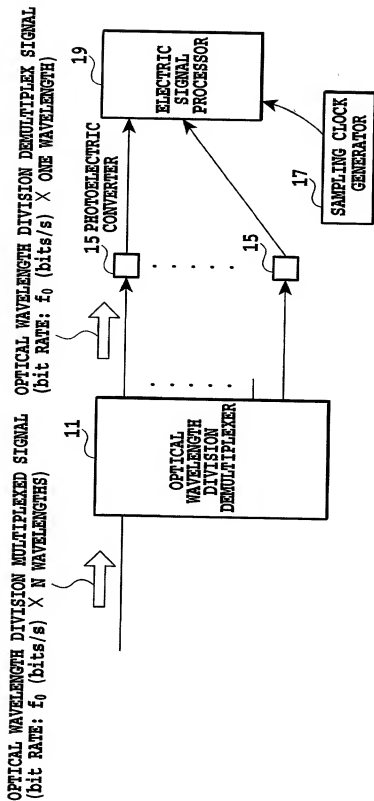 OPTICAL WAVELENGTH DIVISION MULTIPLEXED SIGNAL
(bit RATE: f0 (bits/s) X N WAVELENGTHS)
OPTICAL WAVELENGTH DIVISION DEMULTIPLEX SIGNAL
(bit RATE: f0 (bits/s) X ONE WAVELENGTH)
11
OPTICAL
WAVELENGTH
DIVISION
DEMULTIPLEXER
15 PHOTOELECTRIC
CONVERTER
15
19
ELECTRIC
SIGNAL
PROCESSOR
17
SAMPLING CLOCK
GENERATOR